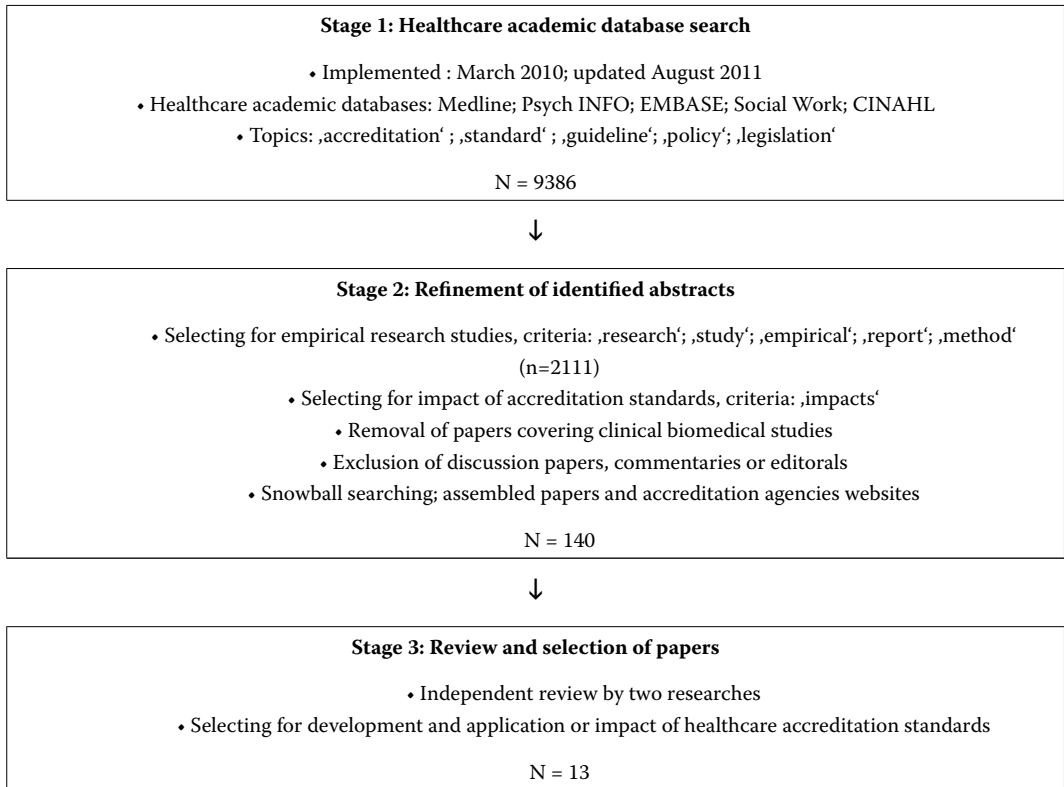 Stage 1: Healthcare academic database search
• Implemented : March 2010; updated August 2011
• Healthcare academic databases: Medline; Psych INFO; EMBASE; Social Work; CINAHL
• Topics: ‚accreditation‘ ; ‚standard‘ ; ‚guideline‘; ‚policy‘; ‚legislation‘
N = 9386
↓
Stage 2: Refinement of identified abstracts
• Selecting for empirical research studies, criteria: ‚research‘; ‚study‘; ‚empirical‘; ‚report‘; ‚method‘
(n=2111)
• Selecting for impact of accreditation standards, criteria: ‚impacts‘
• Removal of papers covering clinical biomedical studies
• Exclusion of discussion papers, commentaries or editorals
• Snowball searching; assembled papers and accreditation agencies websites
N = 140
↓
Stage 3: Review and selection of papers
• Independent review by two researches
• Selecting for development and application or impact of healthcare accreditation standards
N = 13